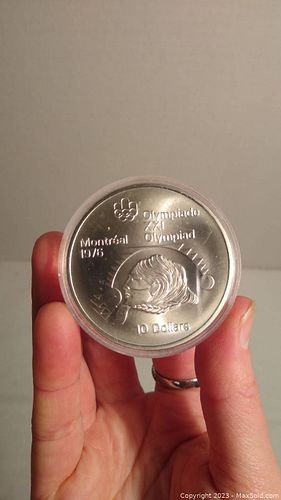 Olympiade
XXI
Olympiad
Montréal
1976
10 Dollars
Copyright 2023 - MaxSold.com